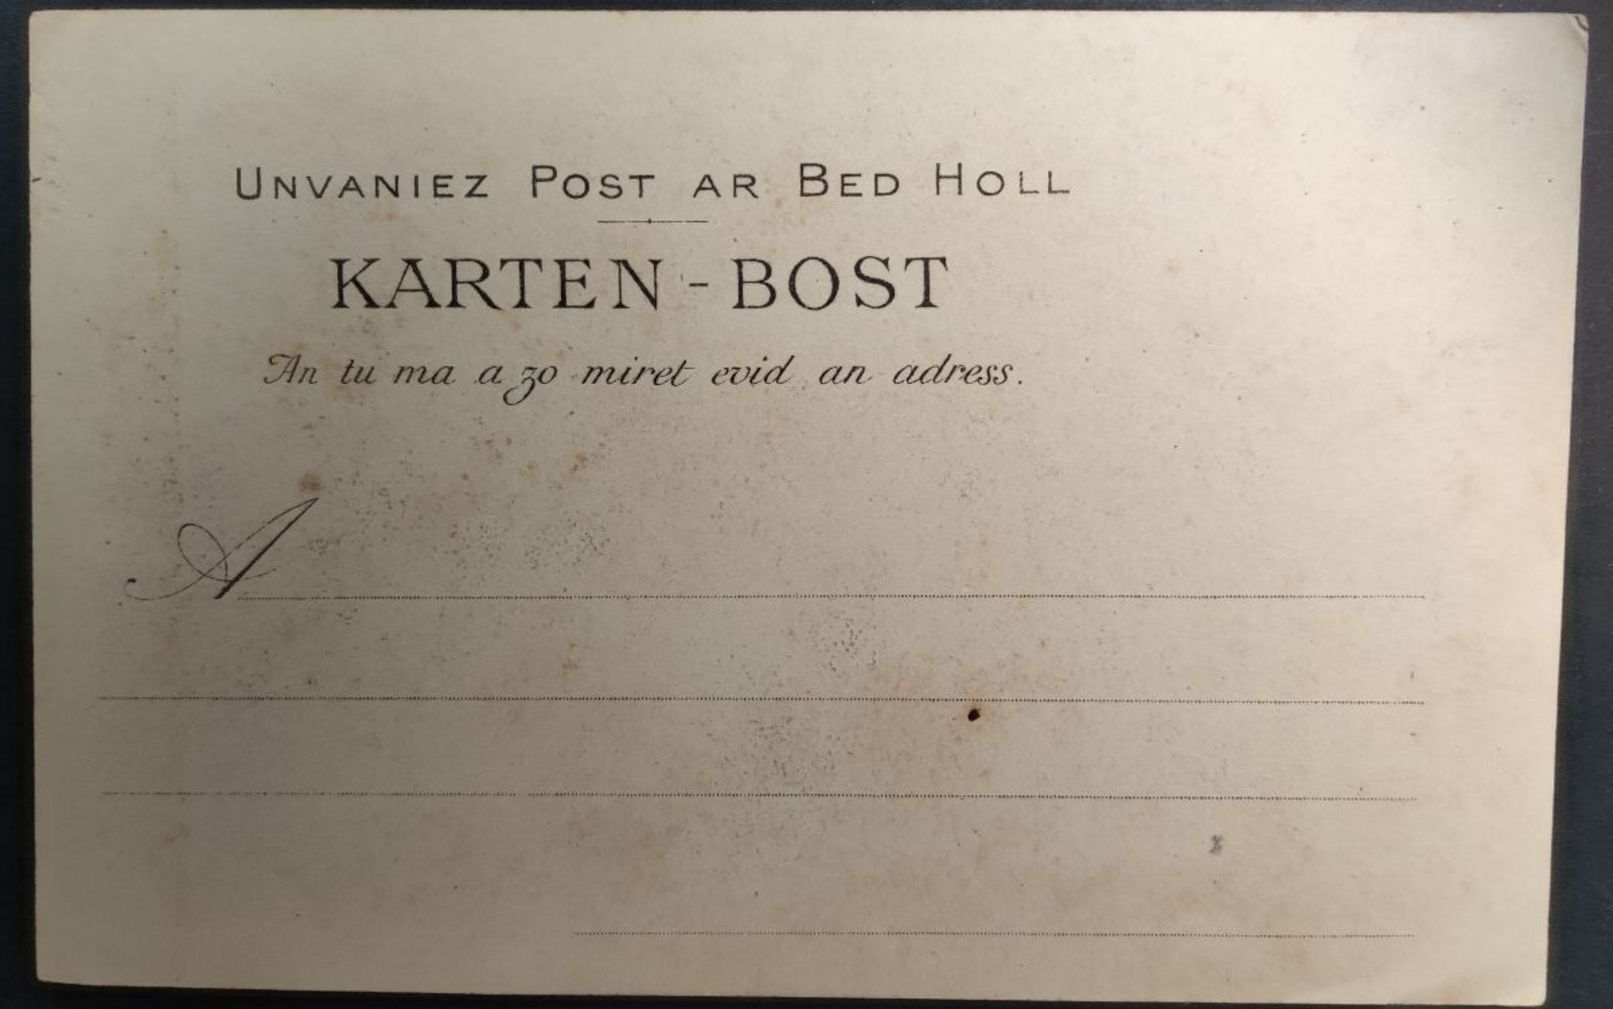 UNVANIEZ POST AR BED HOLL
KARTEN-BOST
An tu ma a zo miret evid an adress.
A